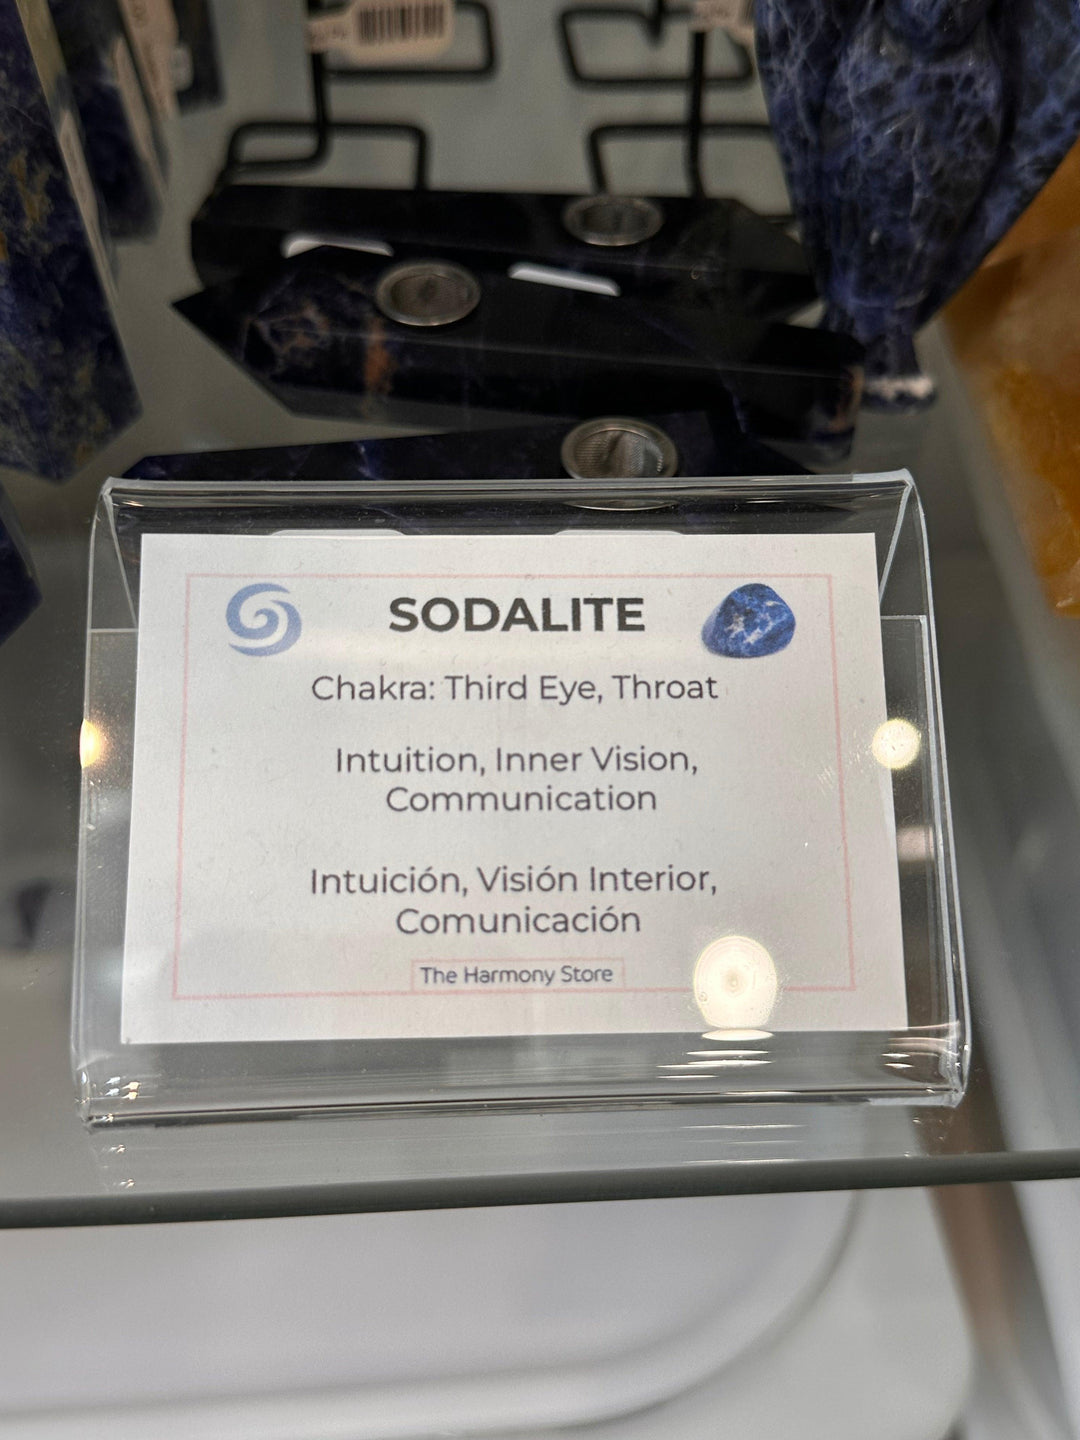 SODALITE
Chakra: Third Eye, Throat
Intuition, Inner Vision,
Communication
Intuición, Visión Interior,
Comunicación
The Harmony Store